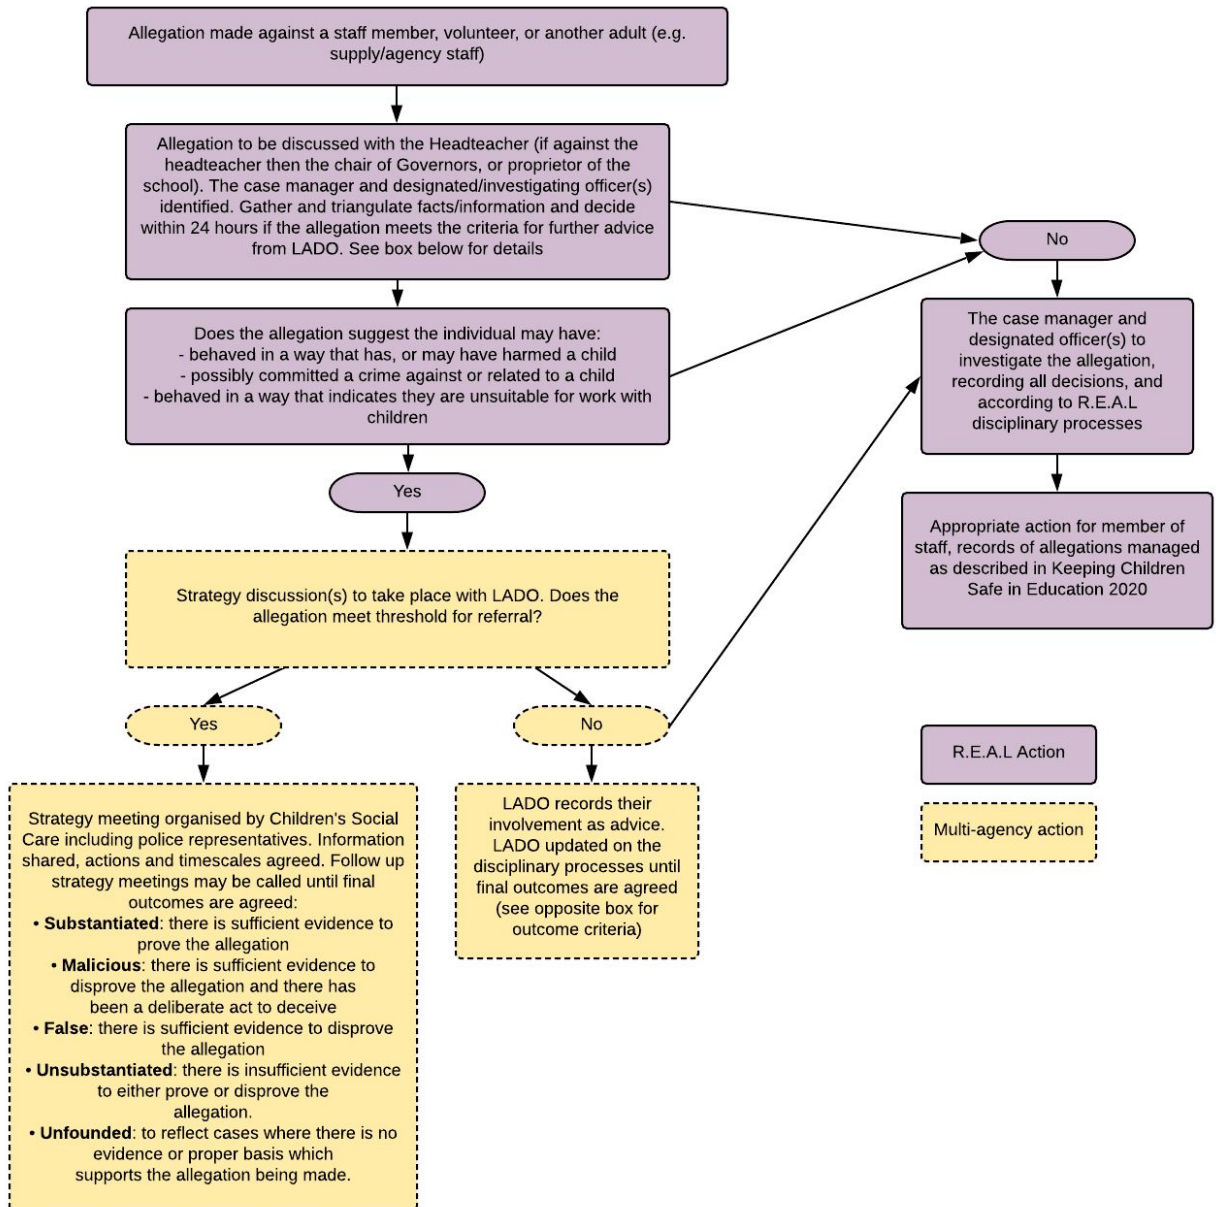 Allegation made against a staff member, volunteer, or another adult (e.g.
supply/agency staff)
Allegation to be discussed with the Headteacher (if against the
headteacher then the chair of Governors, or proprietor of the
school). The case manager and designated/investigating officer(s)
identified. Gather and triangulate facts/information and decide
within 24 hours if the allegation meets the criteria for further advice
from LADO. See box below for details
Does the allegation suggest the individual may have:
- behaved in a way that has, or may have harmed a child
- possibly committed a crime against or related to a child
- behaved in a way that indicates they are unsuitable for work with
children
No
The case manager and
designated officer(s) to
investigate the allegation,
recording all decisions, and
according to R.E.A.L
disciplinary processes
Appropriate action for member of
staff, records of allegations managed
as described in Keeping Children
Safe in Education 2020
Yes
Strategy discussion(s) to take place with LADO. Does the
allegation meet threshold for referral?
Yes
No
Strategy meeting organised by Children's Social
Care including police representatives. Information
shared, actions and timescales agreed. Follow up
strategy meetings may be called until final
outcomes are agreed:
• Substantiated: there is sufficient evidence to
prove the allegation
• Malicious: there is sufficient evidence to
disprove the allegation and there has
been a deliberate act to deceive
• False: there is sufficient evidence to disprove
the allegation
• Unsubstantiated: there is insufficient evidence
to either prove or disprove the
allegation.
• Unfounded: to reflect cases where there is no
evidence or proper basis which
supports the allegation being made.
LADO records their
involvement as advice.
LADO updated on the
disciplinary processes until
final outcomes are agreed
(see opposite box for
outcome criteria)
R.E.A.L Action
Multi-agency action